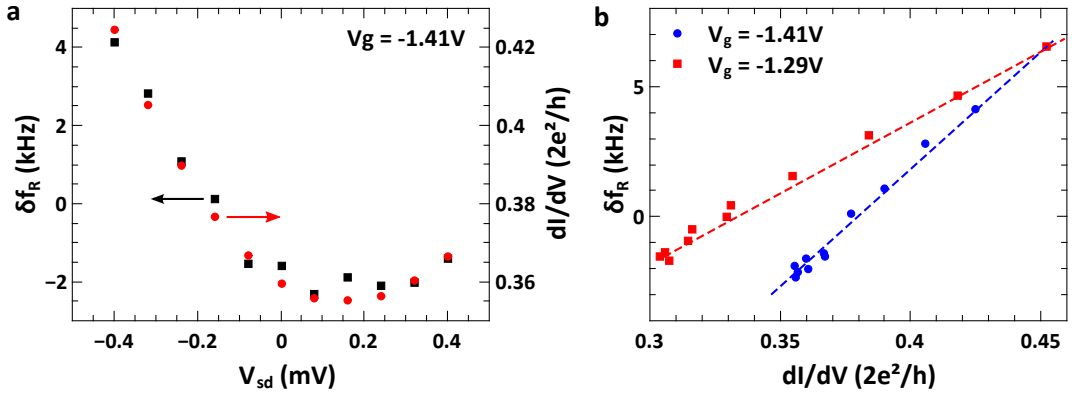 a
Vg = -1.41V
4
2
0
−2
δf_R (kHz)
0.42
0.4
0.38
0.36
dI/dV (2e²/h)
−0.4
−0.2
0
0.2
0.4
V_sd (mV)
b
V_g = -1.41V
V_g = -1.29V
5
0
δf_R (kHz)
0.3
0.35
0.4
0.45
dI/dV (2e²/h)